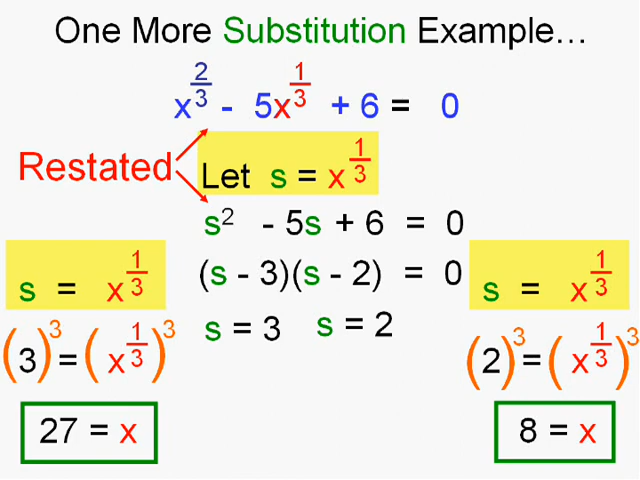 One More Substitution Example...
x^(2/3) - 5x^(1/3) + 6 = 0
Restated
Let s = x^(1/3)
s² - 5s + 6 = 0
(s - 3)(s - 2) = 0
s = 3 s = 2
s = x^(1/3)
(3)³ = (x^(1/3))³
27 = x
s = x^(1/3)
(2)³ = (x^(1/3))³
8 = x